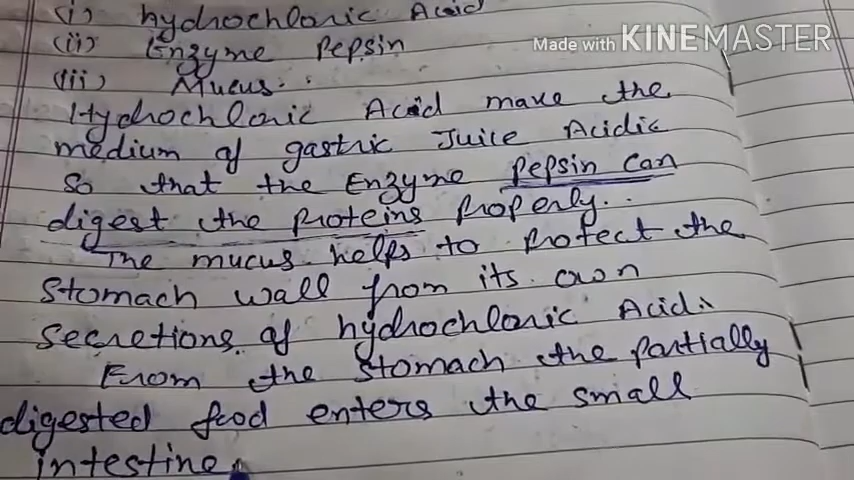 (i) hydrochloric Acid
(ii) Enzyme Pepsin
Made with KINEMASTER
(iii) Mucus..
Hydrochloric Acid make the
medium of gastric Juice Acidic
So that the Enzyme pepsin can
digest the proteins properly..
The mucus helps to protect the
Stomach wall from its own
secretions of hydrochloric Acid.
From the stomach the partially
digested food enters the small
intestine